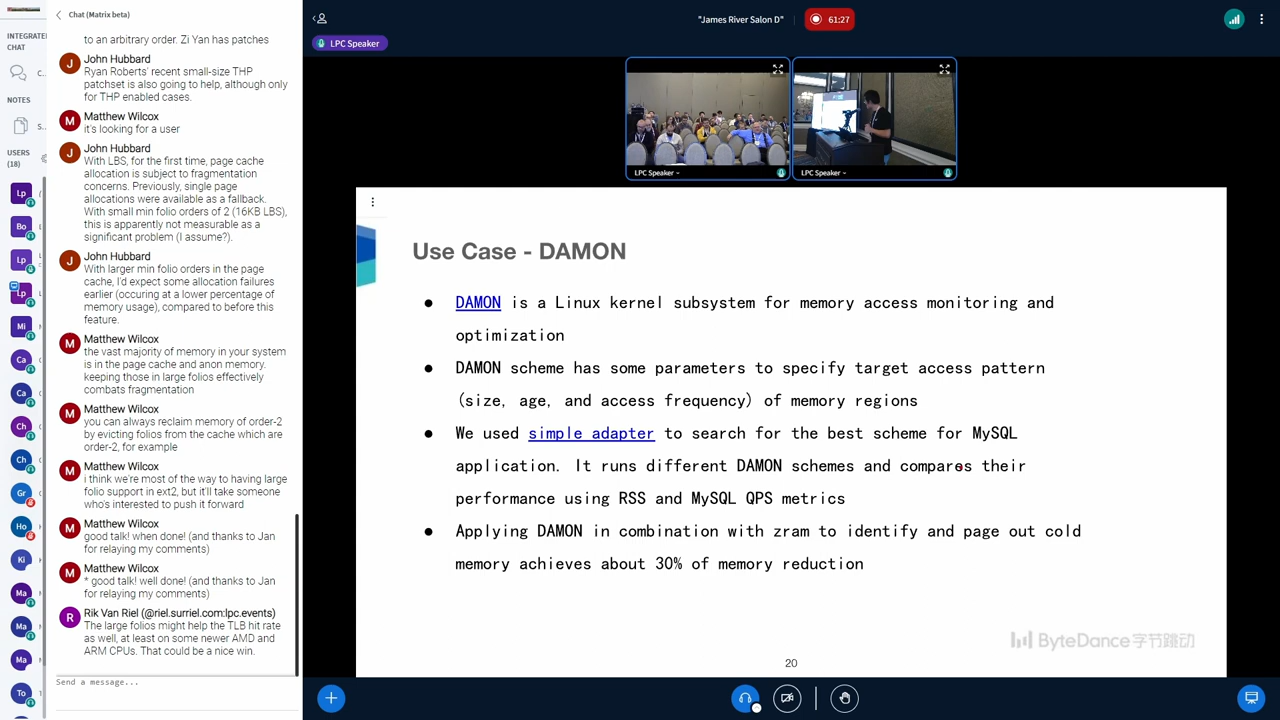 Chat (Matrix beta)
INTEGRATE
CHAT
C...
NOTES
S...
USERS
(18)
Lp
Bo
Lp
Lp
Mi
Ca
Ca
Ch
Ch
Gr
Ho
Ki
Ma
Ma
Ma
To
to an arbitrary order. Zi Yan has patches
J
John Hubbard
Ryan Roberts' recent small-size THP
patchset is also going to help, although only
for THP enabled cases.
M
Matthew Wilcox
it's looking for a user
J
John Hubbard
With LBS, for the first time, page cache
allocation is subject to fragmentation
concerns. Previously, single page
allocations were available as a fallback.
With small min folio orders of 2 (16KB LBS),
this is apparently not measurable as a
significant problem (I assume?).
J
John Hubbard
With larger min folio orders in the page
cache, I'd expect some allocation failures
earlier (occuring at a lower percentage of
memory usage), compared to before this
feature.
M
Matthew Wilcox
the vast majority of memory in your system
is in the page cache and anon memory.
keeping those in large folios effectively
combats fragmentation
M
Matthew Wilcox
you can always reclaim memory of order-2
by evicting folios from the cache which are
order-2, for example
M
Matthew Wilcox
i think we're most of the way to having large
folio support in ext2, but it'll take someone
who's interested to push it forward
M
Matthew Wilcox
good talk! when done! (and thanks to Jan
for relaying my comments)
M
Matthew Wilcox
* good talk! well done! (and thanks to Jan
for relaying my comments)
R
Rik Van Riel (@riel.surriel.com:lpc.events)
The large folios might help the TLB hit rate
as well, at least on some newer AMD and
ARM CPUs. That could be a nice win.
Send a message...
"James River Salon D"
61:27
LPC Speaker
LPC Speaker
LPC Speaker
Use Case - DAMON
● DAMON is a Linux kernel subsystem for memory access monitoring and
optimization
● DAMON scheme has some parameters to specify target access pattern
(size, age, and access frequency) of memory regions
● We used simple adapter to search for the best scheme for MySQL
application. It runs different DAMON schemes and compares their
performance using RSS and MySQL QPS metrics
● Applying DAMON in combination with zram to identify and page out cold
memory achieves about 30% of memory reduction
ByteDance字节跳动
20